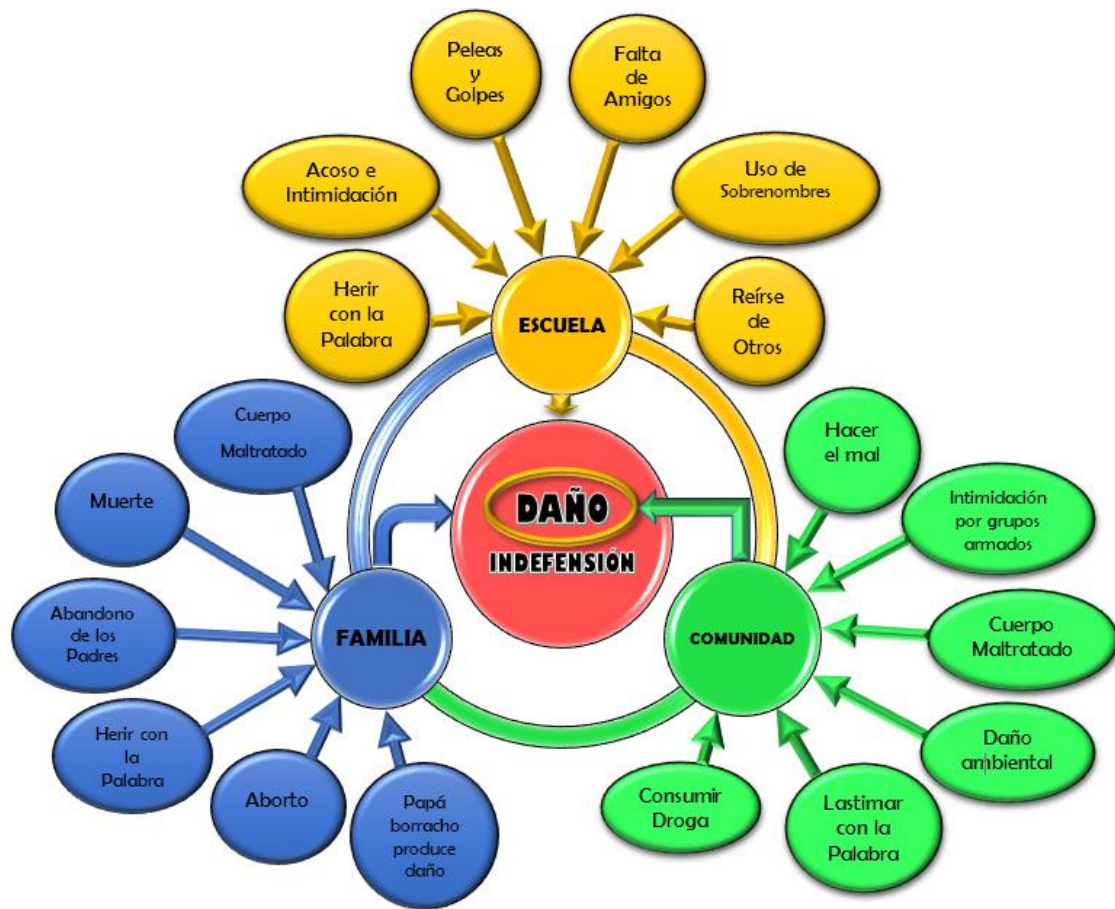 Peleas
y
Golpes
Falta
de
Amigos
Acoso e
Intimidación
Uso de
Sobrenombres
Herir
con la
Palabra
ESCUELA
Reírse
de
Otros
Cuerpo
Maltratado
Hacer
el mal
Muerte
DAÑO
INDEFENSIÓN
Intimidación
por grupos
armados
Abandono
de los
Padres
FAMILIA
COMUNIDAD
Cuerpo
Maltratado
Herir con
la
Palabra
Daño
ambiental
Aborto
Papá
borracho
produce
daño
Consumir
Droga
Lastimar
con la
Palabra